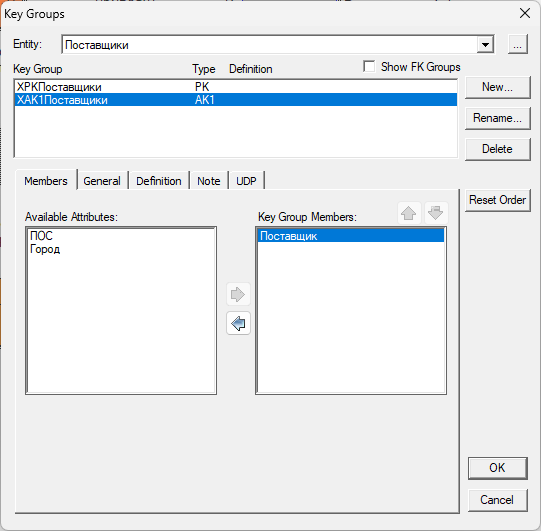 Key Groups
Entity: Поставщики ...
Key Group Type Definition Show FK Groups
XPKПоставщики PK
XAK1Поставщики AK1
New...
Rename...
Delete
Members General Definition Note UDP
Reset Order
Available Attributes: Key Group Members:
ПОС Поставщик
Город
OK
Cancel